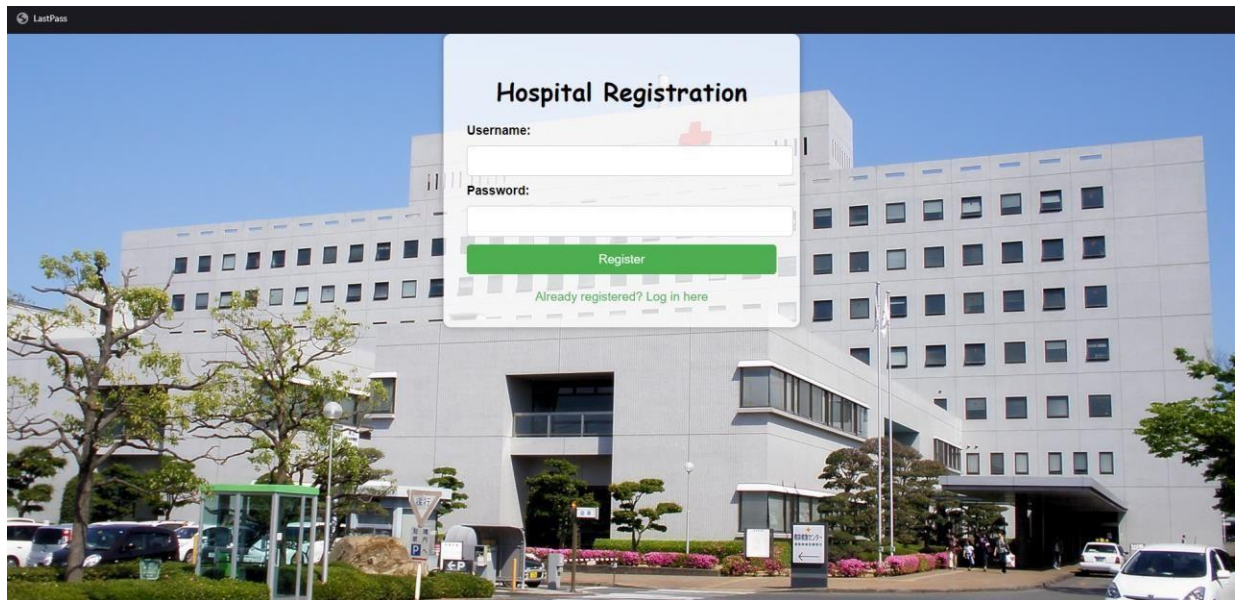 LastPass
Hospital Registration
Username:
Password:
Register
Already registered? Log in here
P
P